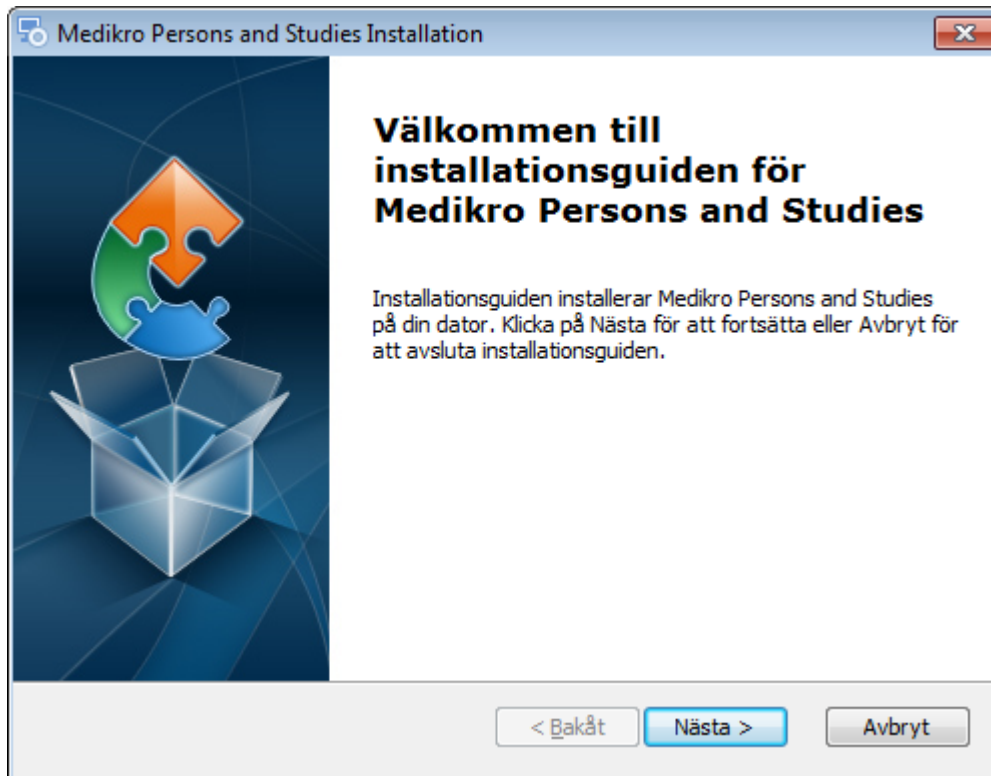 Medikro Persons and Studies Installation
Välkommen till
installationsguiden för
Medikro Persons and Studies
Installationsguiden installerar Medikro Persons and Studies
på din dator. Klicka på Nästa för att fortsätta eller Avbryt för
att avsluta installationsguiden.
< Bakåt Nästa > Avbryt